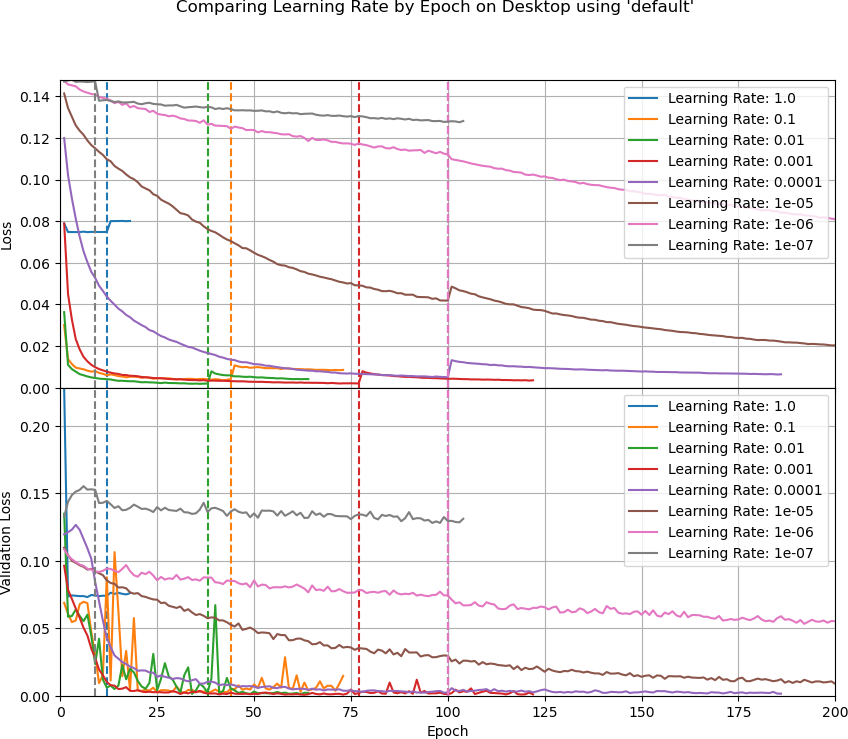 Comparing Learning Rate by Epoch on Desktop using 'default'
0.14
0.12
0.10
0.08
0.06
0.04
0.02
0.00
Loss
Learning Rate: 1.0
Learning Rate: 0.1
Learning Rate: 0.01
Learning Rate: 0.001
Learning Rate: 0.0001
Learning Rate: 1e-05
Learning Rate: 1e-06
Learning Rate: 1e-07
0.20
0.15
0.10
0.05
0.00
Validation Loss
Learning Rate: 1.0
Learning Rate: 0.1
Learning Rate: 0.01
Learning Rate: 0.001
Learning Rate: 0.0001
Learning Rate: 1e-05
Learning Rate: 1e-06
Learning Rate: 1e-07
0 25 50 75 100 125 150 175 200
Epoch